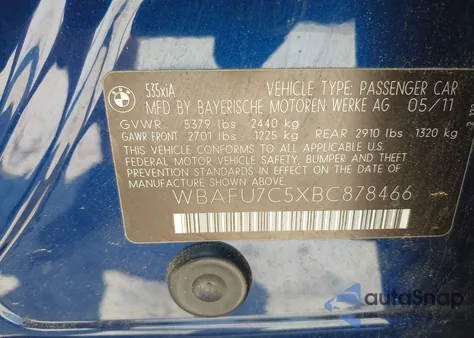 535xiA
VEHICLE TYPE: PASSENGER CAR
MFD BY BAYERISCHE MOTOREN WERKE AG 05/11
GVWR 5379 lbs 2440 kg
GAWR FRONT 2701 lbs 1225 kg REAR 2910 lbs 1320 kg
THIS VEHICLE CONFORMS TO ALL APPLICABLE U.S.
FEDERAL MOTOR VEHICLE SAFETY, BUMPER, AND THEFT
PREVENTION STANDARDS IN EFFECT ON THE DATE OF
MANUFACTURE SHOWN ABOVE.
WBAFU7C5XBC878466
autoSnap